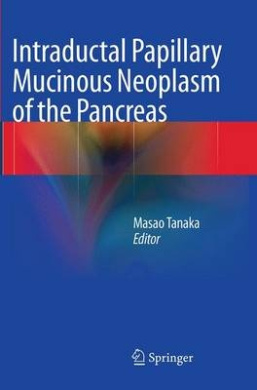 Intraductal Papillary
Mucinous Neoplasm
of the Pancreas
Masao Tanaka
Editor
Springer